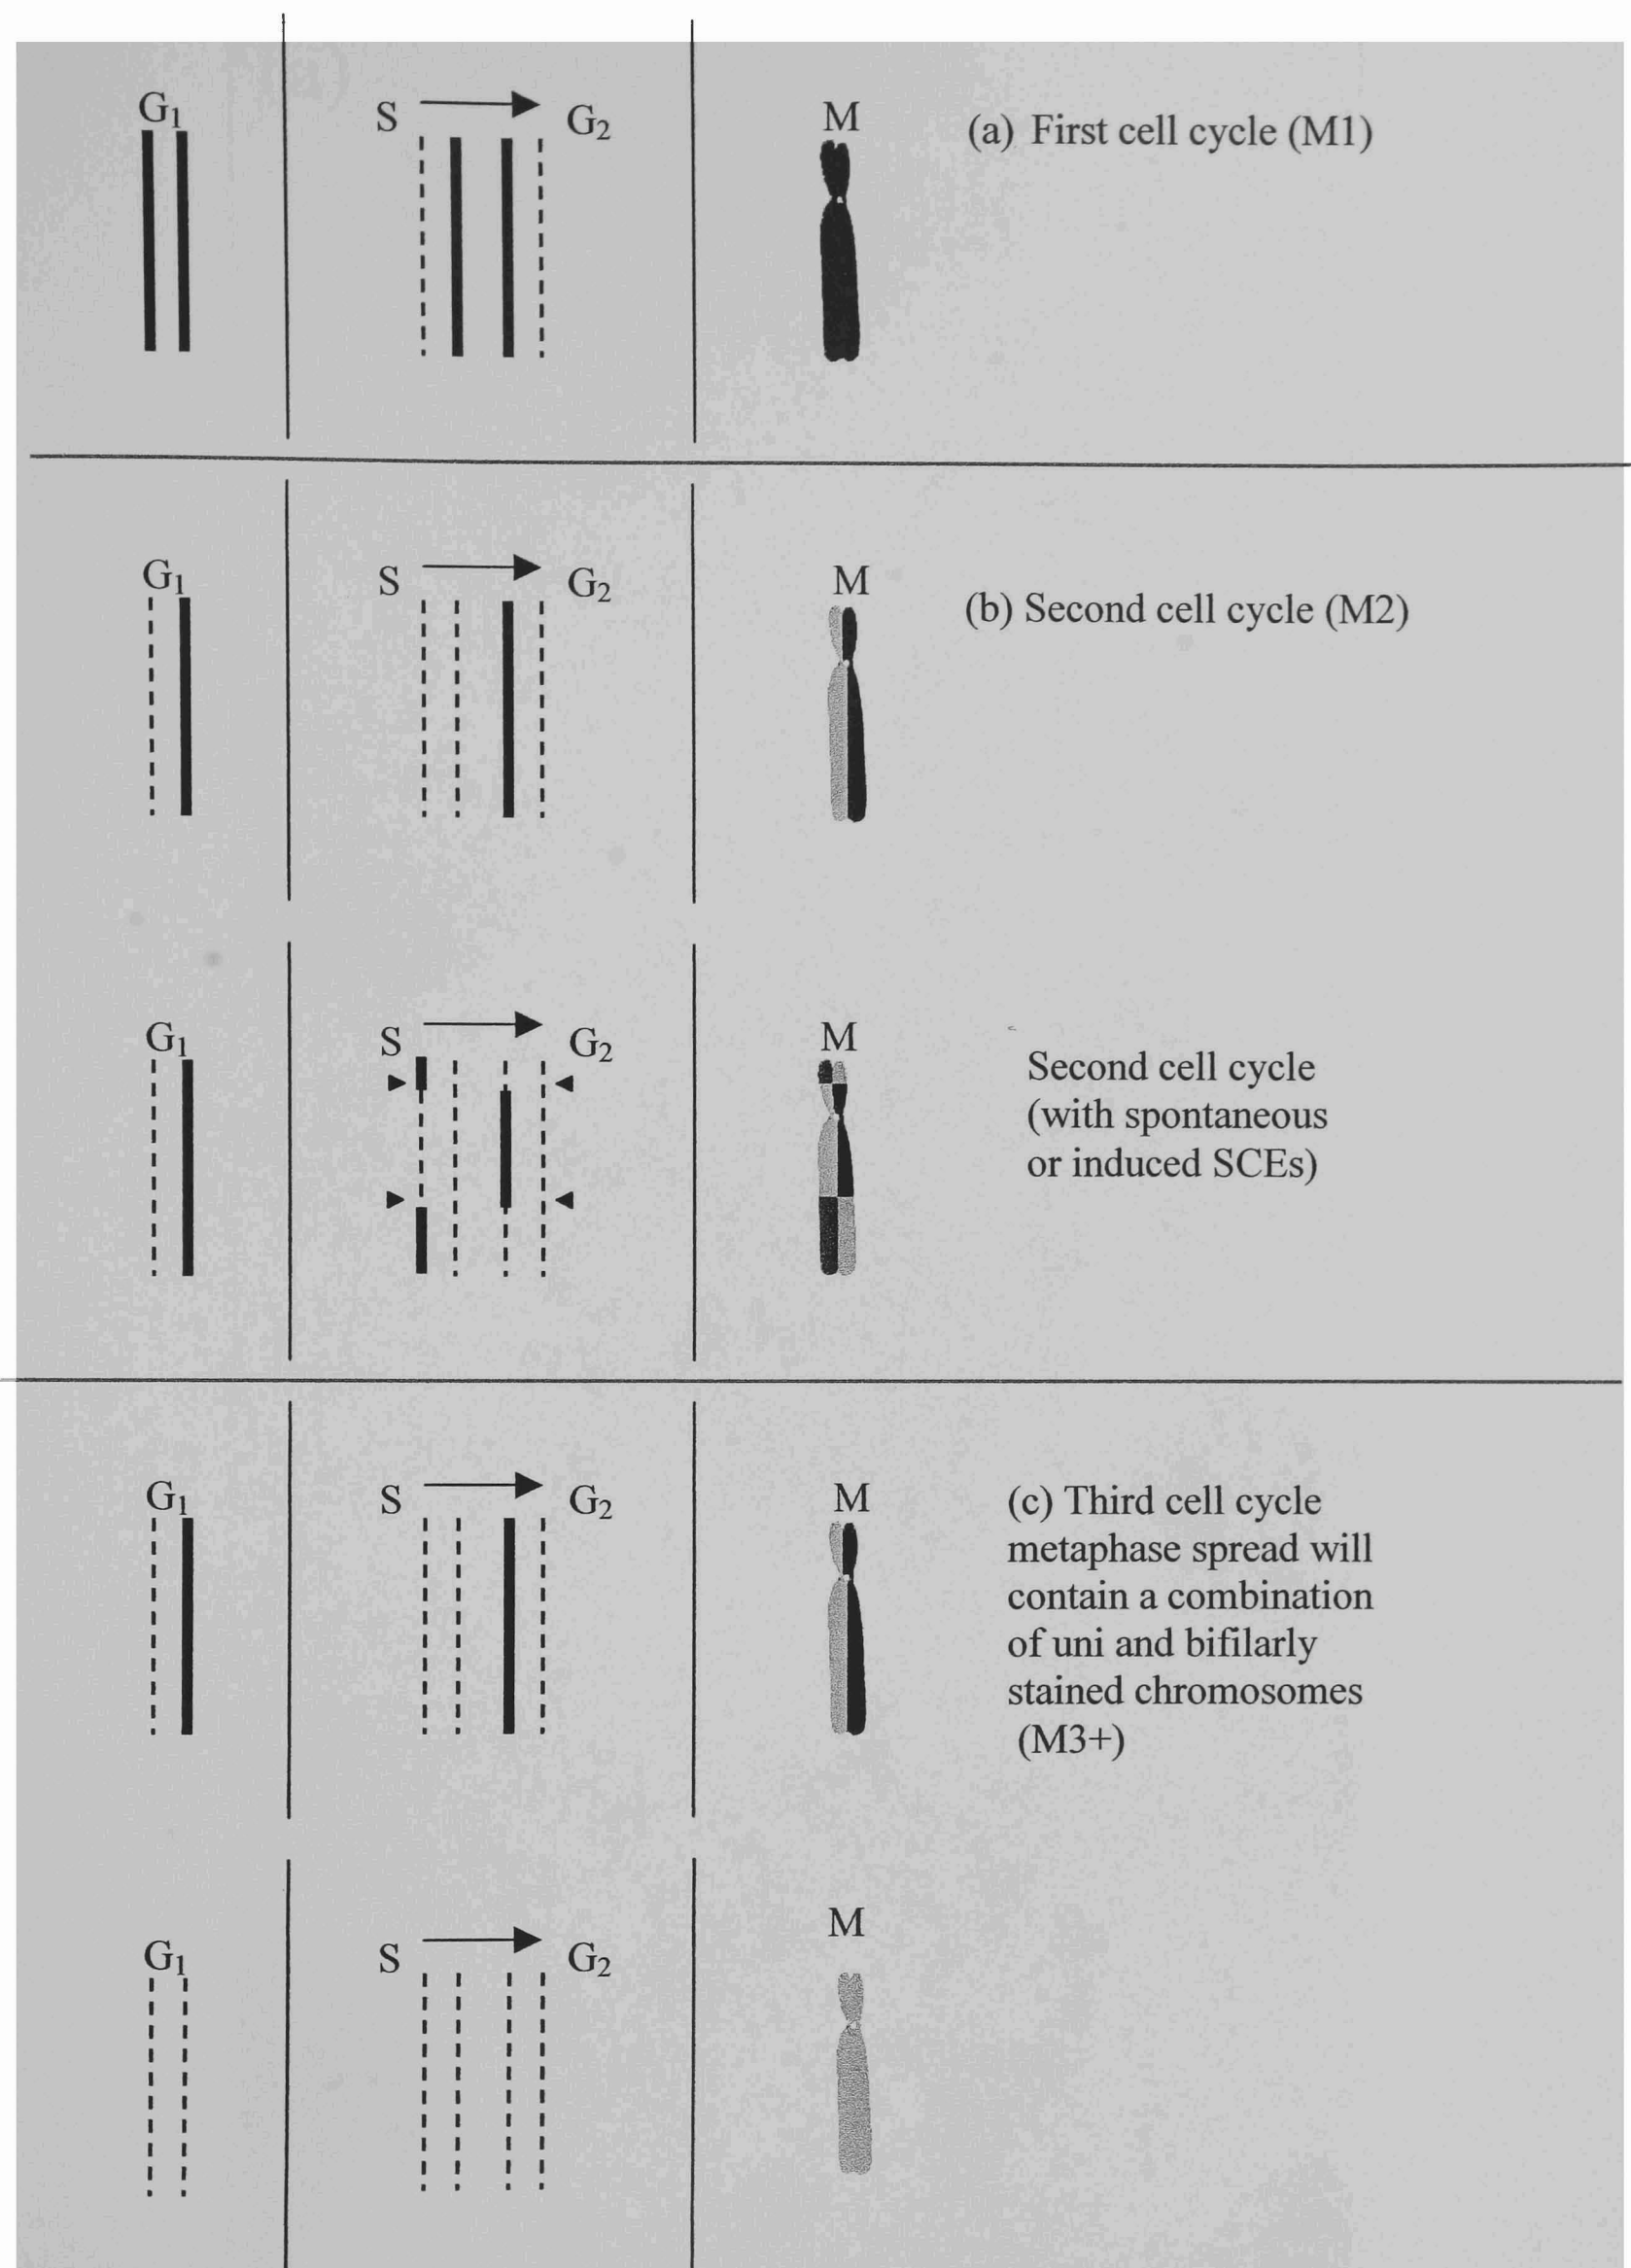 G₁
S
G₂
M
(a) First cell cycle (M1)
G₁
S
G₂
M
(b) Second cell cycle (M2)
G₁
S
G₂
M
Second cell cycle
(with spontaneous
or induced SCEs)
G₁
S
G₂
M
(c) Third cell cycle
metaphase spread will
contain a combination
of uni and bifilarly
stained chromosomes
(M3+)
G₁
S
G₂
M